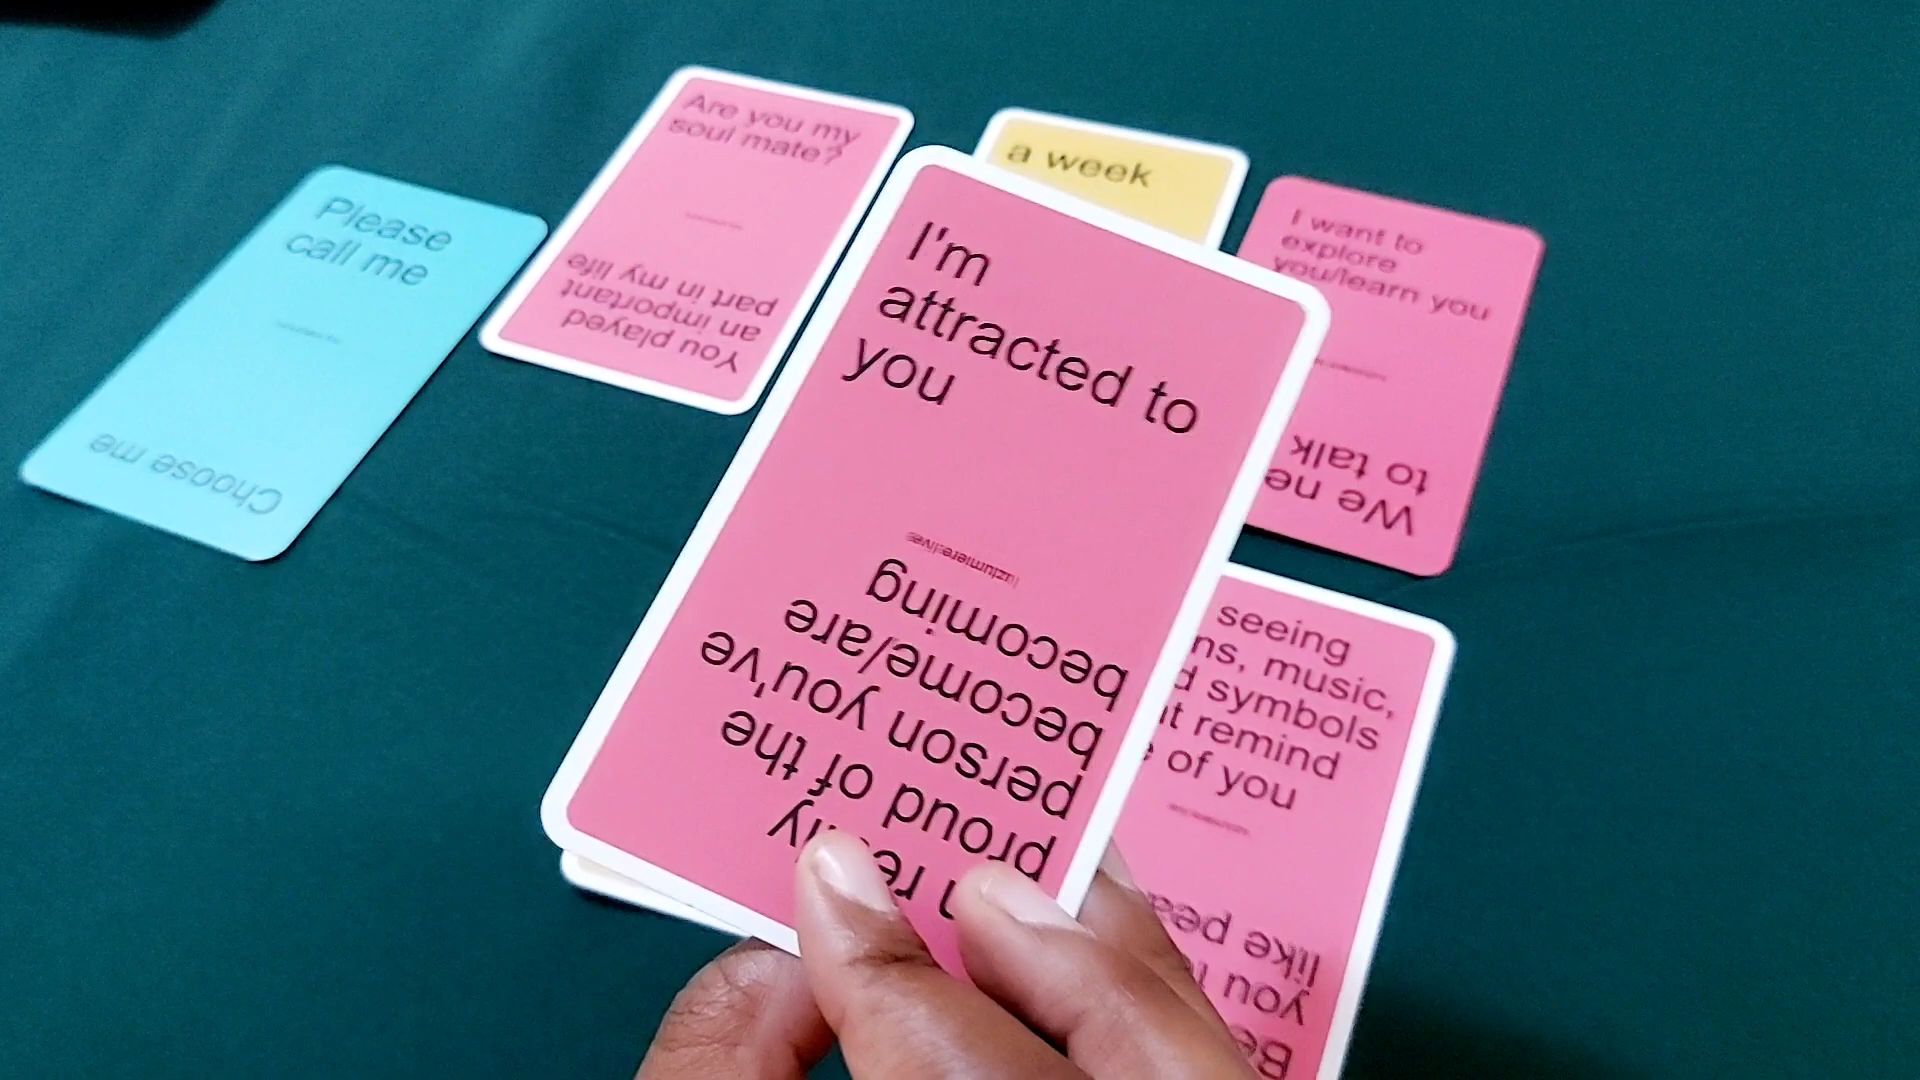 Please
call me
Choose me
Are you my
soul mate?
You played
an important
part in my life
a week
I'm
attracted to
you
proud of the
person you've
become/are
becoming
I want to
explore
you/learn you
We
to talk
seeing
music,
symbols
remind
of you
you
like